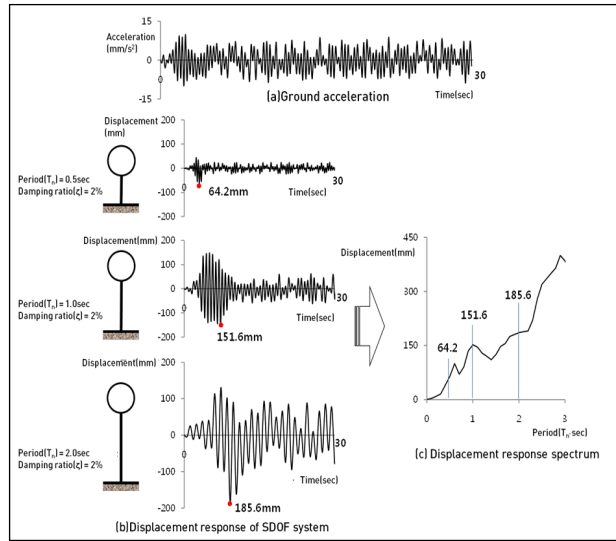 Acceleration
(mm/s²)
15
0
-15
0
30
Time(sec)
(a)Ground acceleration
Displacement
(mm)
200
100
0
-100
-200
0
30
Time(sec)
64.2mm
Period(Tn) = 0.5sec
Damping ratio(ζ) = 2%
Displacement(mm)
200
100
0
-100
-200
0
30
Time(sec)
151.6mm
Period(Tn) = 1.0sec
Damping ratio(ζ) = 2%
Displacement(mm)
200
100
0
-100
-200
0
30
Time(sec)
185.6mm
Period(Tn) = 2.0sec
Damping ratio(ζ) = 2%
(b)Displacement response of SDOF system
Displacement(mm)
450
300
150
0
64.2
151.6
185.6
0
1
2
3
Period(Tn·sec)
(c) Displacement response spectrum